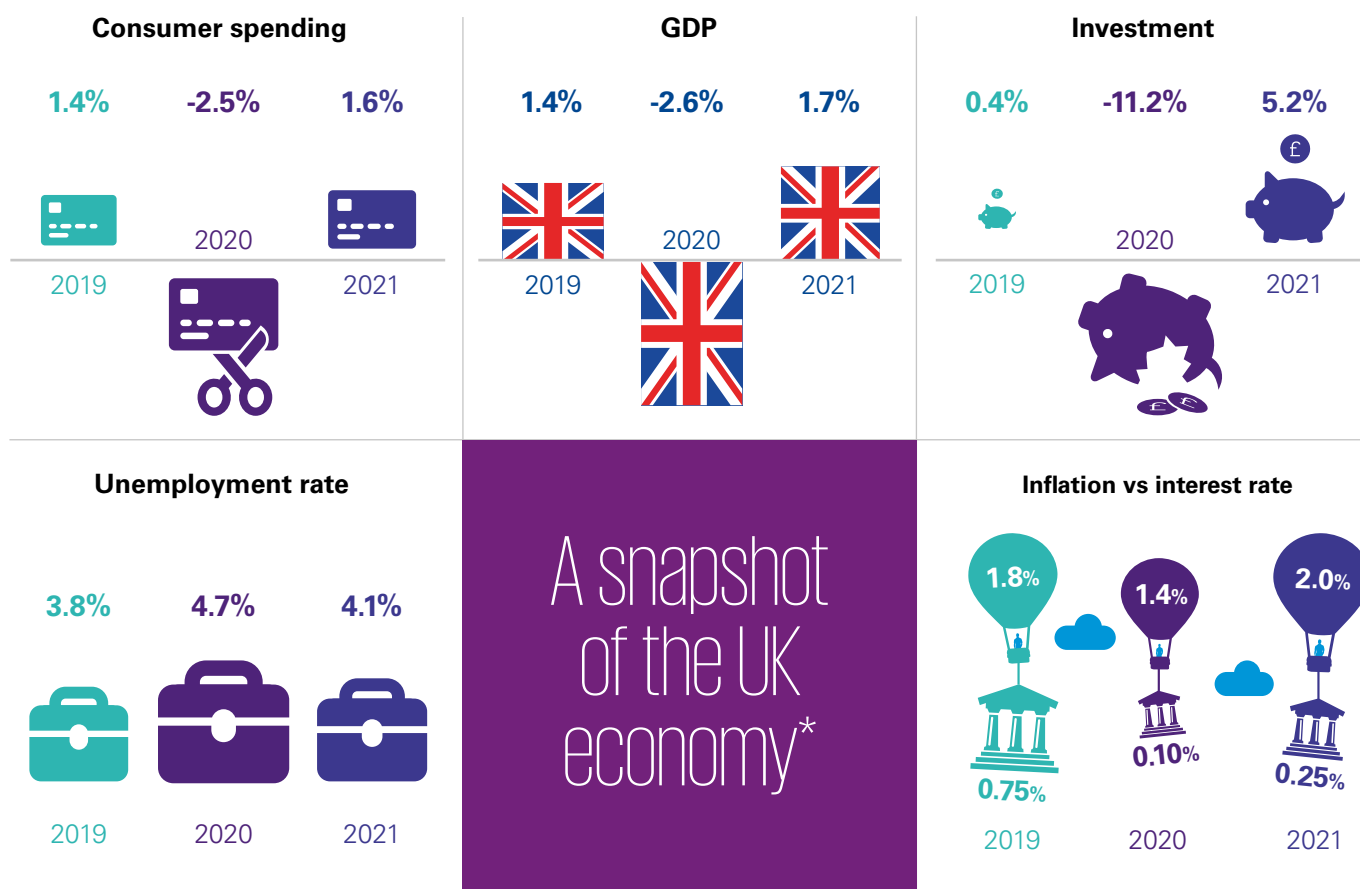 Consumer spending
1.4% -2.5% 1.6%
2020
2019 2021
GDP
1.4% -2.6% 1.7%
2020
2019 2021
Investment
0.4% -11.2% 5.2%
£
£
2020
2019 2021
£ £
Unemployment rate
3.8% 4.7% 4.1%
2019 2020 2021
A snapshot
of the UK
economy*
Inflation vs interest rate
1.8% 1.4% 2.0%
0.75% 0.10% 0.25%
2019 2020 2021